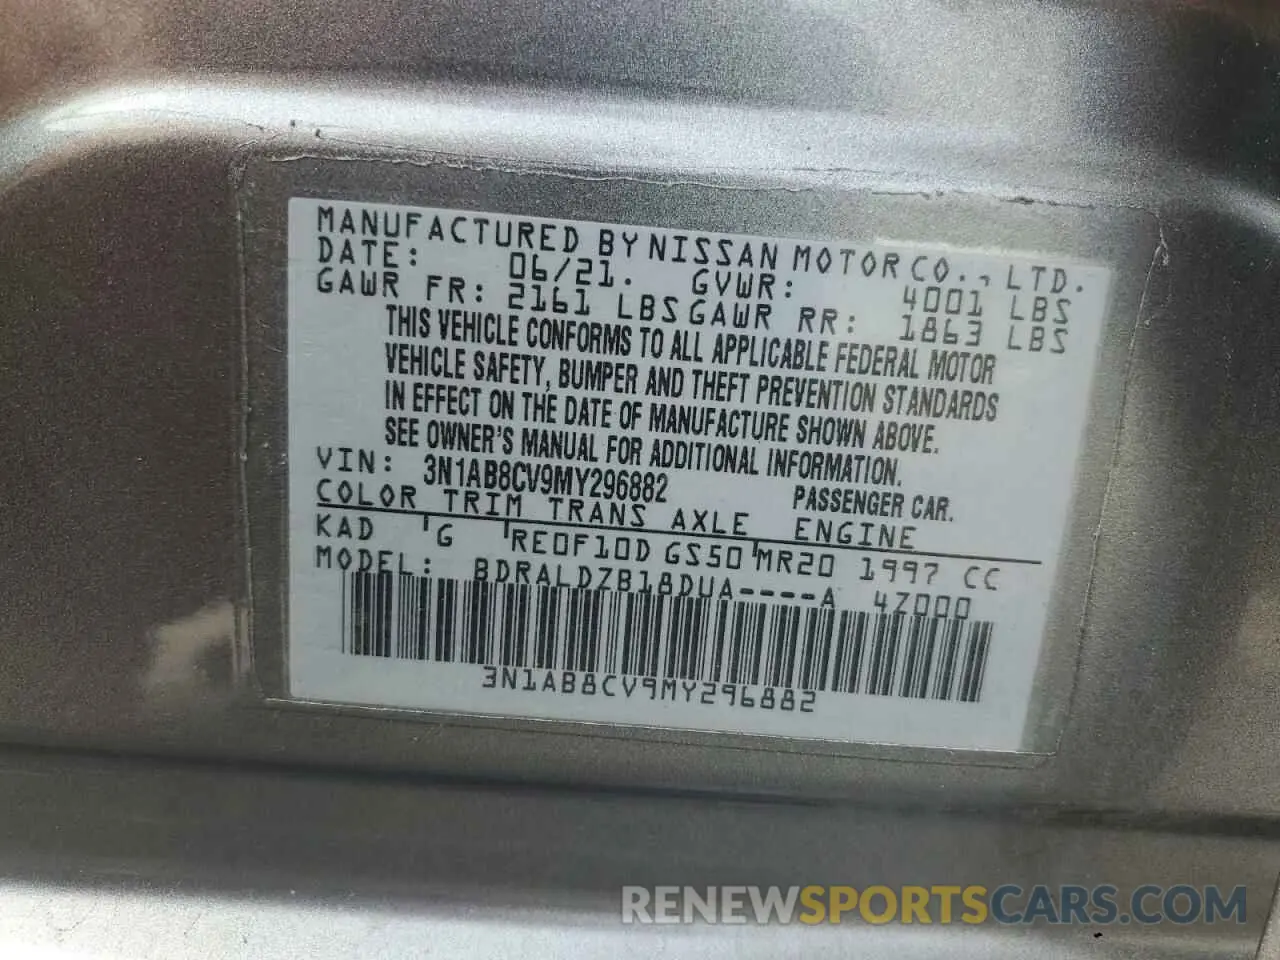 MANUFACTURED BY NISSAN MOTOR CO., LTD.
DATE: 06/21. GVWR: 4001 LBS
GAWR FR: 2161 LBS GAWR RR: 1863 LBS
THIS VEHICLE CONFORMS TO ALL APPLICABLE FEDERAL MOTOR
VEHICLE SAFETY, BUMPER AND THEFT PREVENTION STANDARDS
IN EFFECT ON THE DATE OF MANUFACTURE SHOWN ABOVE.
SEE OWNER'S MANUAL FOR ADDITIONAL INFORMATION.
VIN: 3N1AB8CV9MY296882 PASSENGER CAR.
COLOR TRIM TRANS AXLE ENGINE
KAD G RE0F10D GS50 MR20 1997 CC
MODEL: BDRALDZB18DUA----A 4Z000
3N1AB8CV9MY296882
RENEWSPORTSCARS.COM